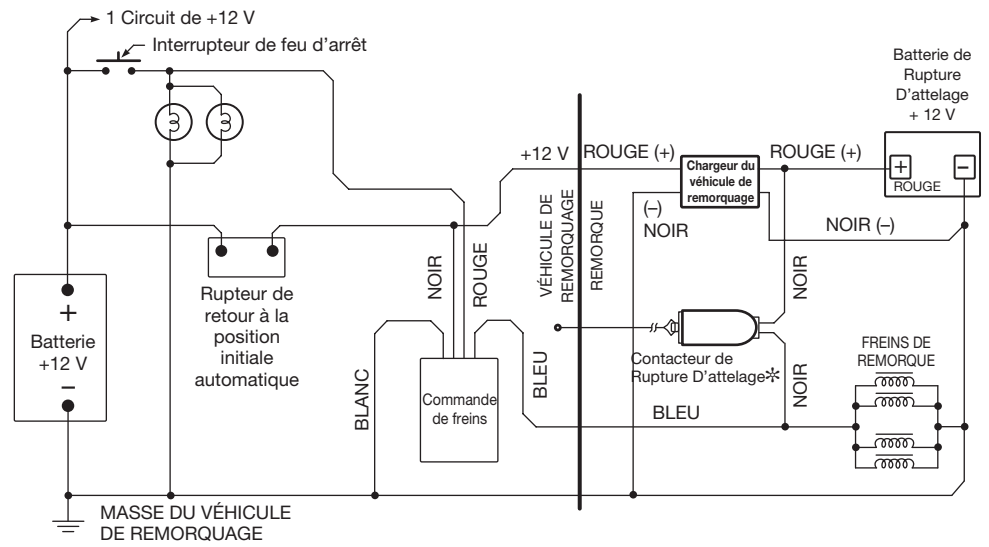 1 Circuit de +12 V
Interrupteur de feu d'arrêt
Batterie de
Rupture
D'attelage
+ 12 V
+12 V
ROUGE (+)
Chargeur du
véhicule de
remorquage
ROUGE (+)
+
−
ROUGE
(–)
NOIR
NOIR (–)
VÉHICULE DE
REMORQUAGE
REMORQUE
NOIR
ROUGE
NOIR
Rupteur de
retour à la
position
initiale
automatique
+
Batterie
+12 V
−
Contacteur de
Rupture D'attelage*
FREINS DE
REMORQUE
BLANC
Commande
de freins
BLEU
BLEU
NOIR
MASSE DU VÉHICULE
DE REMORQUAGE